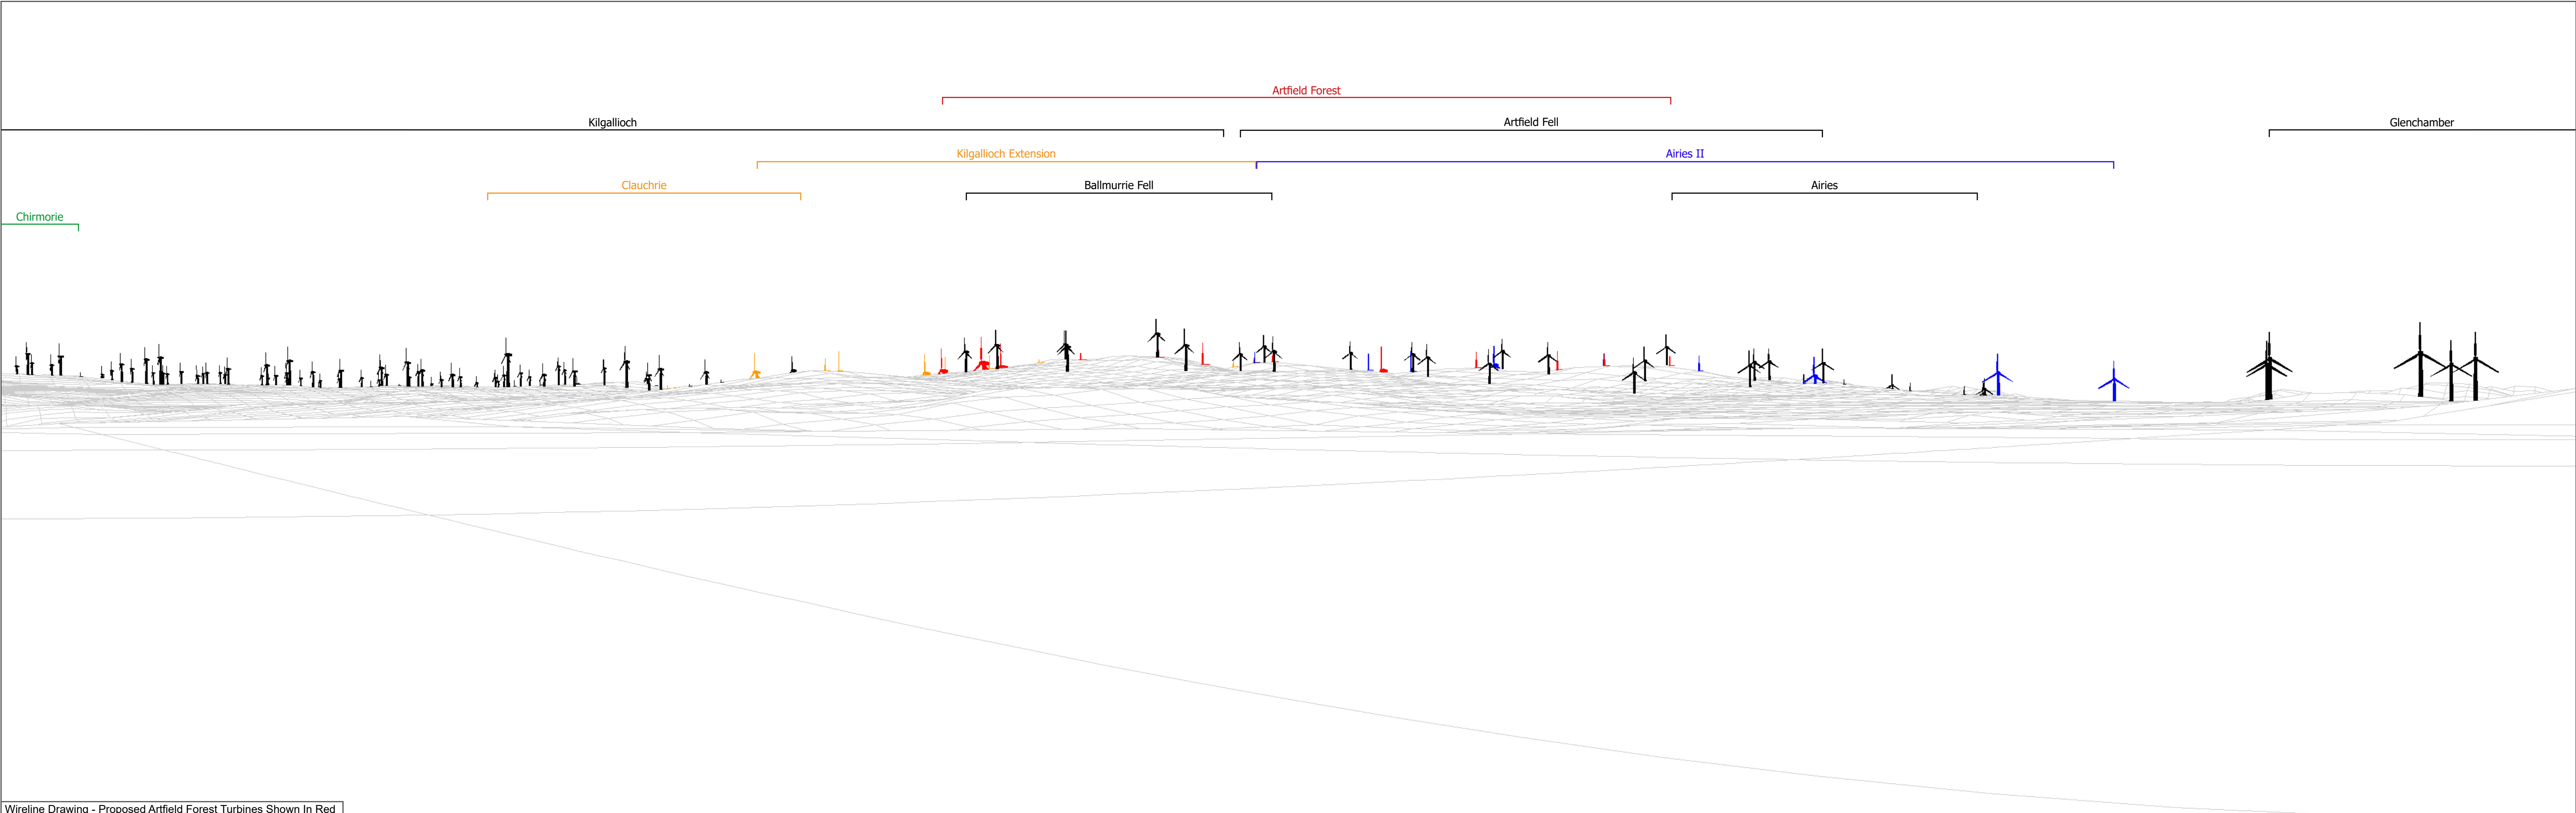 Artfield Forest
Kilgallioch
Artfield Fell
Glenchamber
Kilgallioch Extension
Airies II
Clauchrie
Ballmurrie Fell
Airies
Chirmorie
Wireline Drawing - Proposed Artfield Forest Turbines Shown In Red